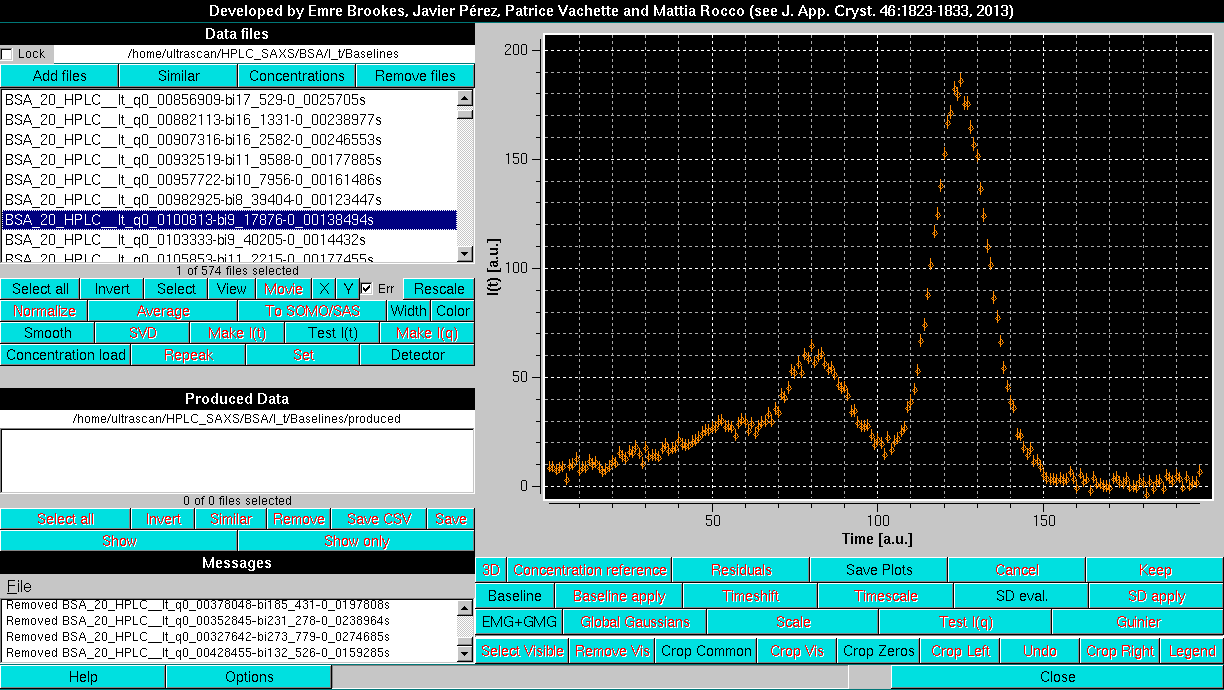 Developed by Emre Brookes, Javier Pérez, Patrice Vachette and Mattia Rocco (see J. App. Cryst. 46:1823-1833, 2013)
Data files
Lock /home/ultrascan/HPLC_SAXS/BSA/I_t/Baselines
Add files Similar Concentrations Remove files
BSA_20_HPLC__It_q0_00856909-bi17_529-0_0025705s
BSA_20_HPLC__It_q0_00882113-bi16_1331-0_00238977s
BSA_20_HPLC__It_q0_00907316-bi16_2582-0_00246553s
BSA_20_HPLC__It_q0_00932519-bi11_9588-0_00177885s
BSA_20_HPLC__It_q0_00957722-bi10_7956-0_00161486s
BSA_20_HPLC__It_q0_00982925-bi8_39404-0_00123447s
BSA_20_HPLC__It_q0_0100813-bi9_17876-0_00138494s
BSA_20_HPLC__It_q0_0103333-bi9_40205-0_0014432s
BSA_20_HPLC__It_q0_0105853-bi11_2215-0_00177455s
1 of 574 files selected
Select all Invert Select View Movie X Y Err Rescale
Normalize Average To SOMO/SAS Width Color
Smooth SVD Make I(t) Test I(t) Make I(q)
Concentration load Repeak Set Detector
Produced Data
/home/ultrascan/HPLC_SAXS/BSA/I_t/Baselines/produced
0 of 0 files selected
Select all Invert Similar Remove Save CSV Save
Show Show only
Messages
File
Removed BSA_20_HPLC__It_q0_00378048-bi185_431-0_0197808s
Removed BSA_20_HPLC__It_q0_00352845-bi231_278-0_0238964s
Removed BSA_20_HPLC__It_q0_00327642-bi273_779-0_0274685s
Removed BSA_20_HPLC__It_q0_00428455-bi132_526-0_0159285s
Help Options
200
150
100
50
0
I(t) [a.u.]
50 100 150
Time [a.u.]
3D Concentration reference Residuals Save Plots Cancel Keep
Baseline Baseline apply Timeshift Timescale SD eval. SD apply
EMG+GMG Global Gaussians Scale Test I(q) Guinier
Select Visible Remove Vis Crop Common Crop Vis Crop Zeros Crop Left Undo Crop Right Legend
Close